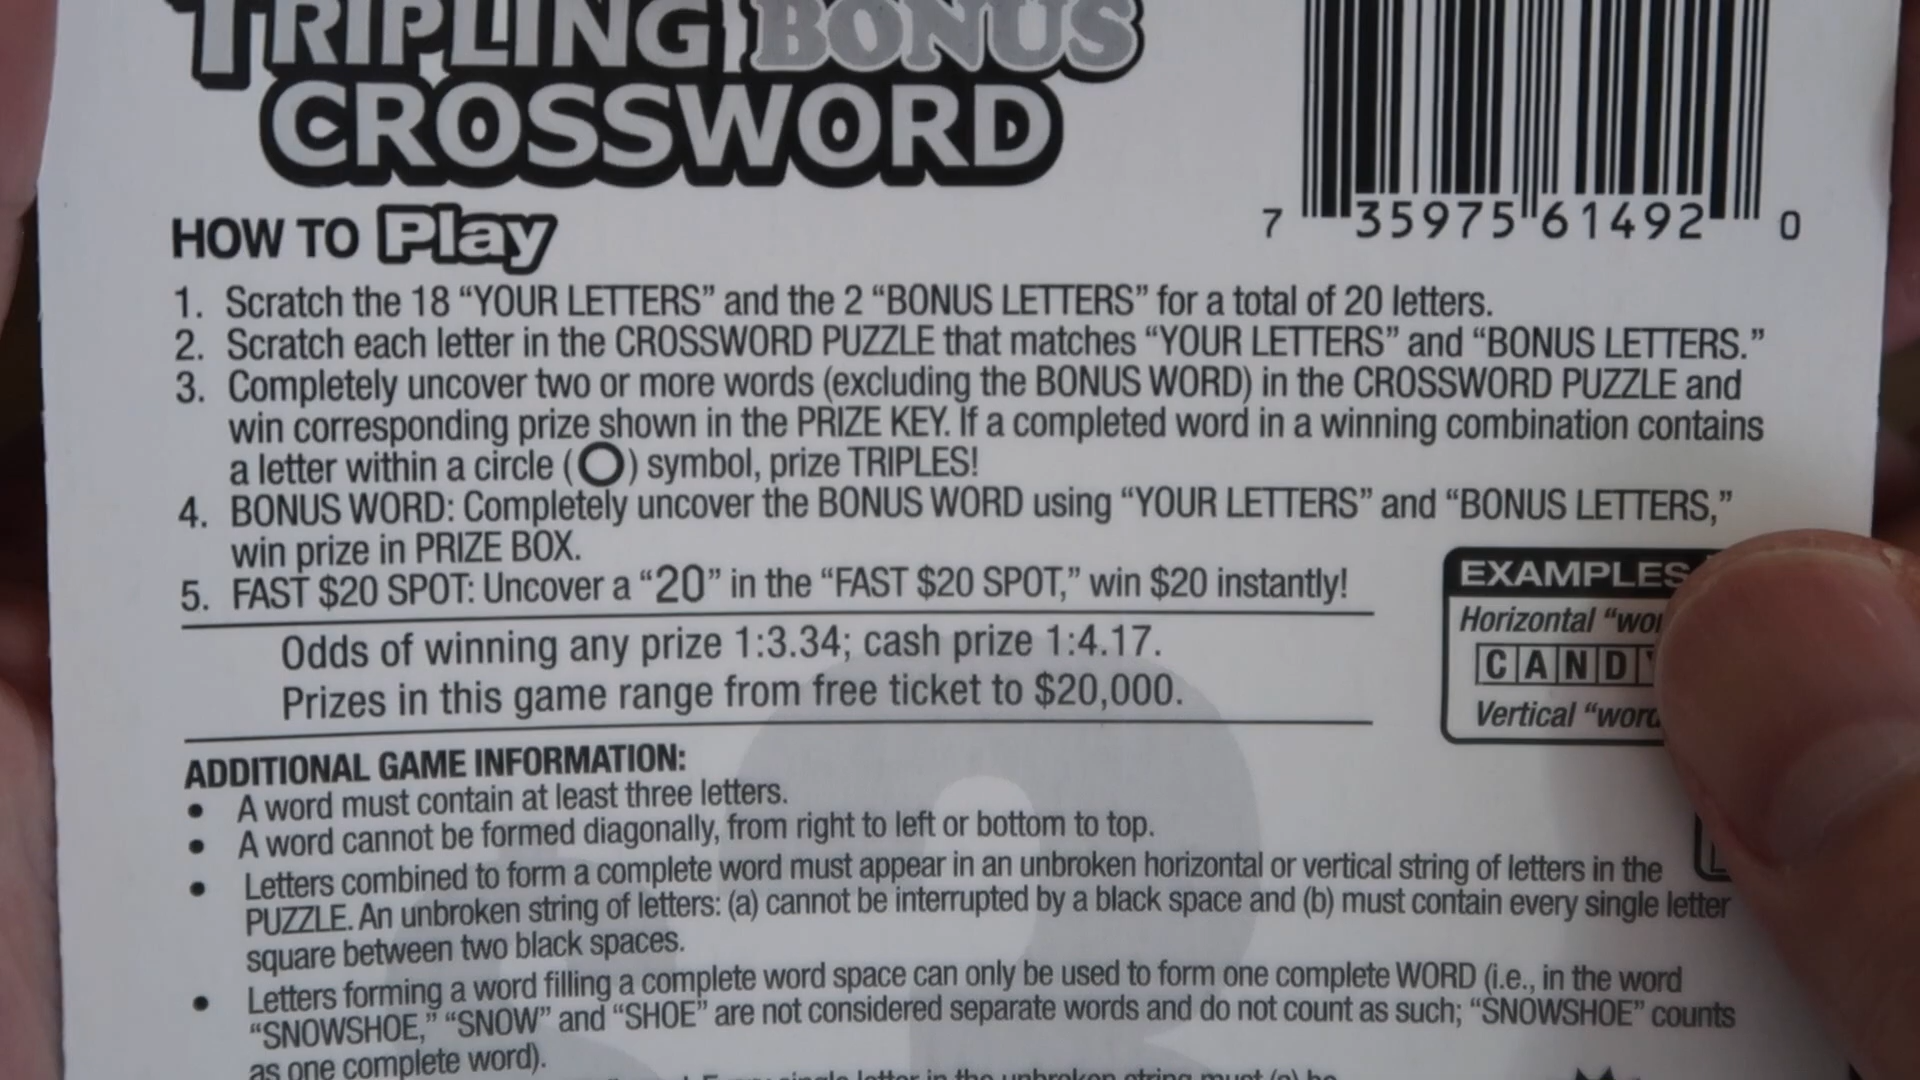 TRIPLING BONUS
CROSSWORD
7 35975 61492 0
HOW TO Play
1. Scratch the 18 “YOUR LETTERS” and the 2 “BONUS LETTERS” for a total of 20 letters.
2. Scratch each letter in the CROSSWORD PUZZLE that matches “YOUR LETTERS” and “BONUS LETTERS.”
3. Completely uncover two or more words (excluding the BONUS WORD) in the CROSSWORD PUZZLE and
win corresponding prize shown in the PRIZE KEY. If a completed word in a winning combination contains
a letter within a circle (O) symbol, prize TRIPLES!
4. BONUS WORD: Completely uncover the BONUS WORD using “YOUR LETTERS” and “BONUS LETTERS,”
win prize in PRIZE BOX.
5. FAST $20 SPOT: Uncover a “20” in the “FAST $20 SPOT,” win $20 instantly!
Odds of winning any prize 1:3.34; cash prize 1:4.17.
Prizes in this game range from free ticket to $20,000.
EXAMPLES
Horizontal
CAND
Vertical “word
ADDITIONAL GAME INFORMATION:
• A word must contain at least three letters.
• A word cannot be formed diagonally, from right to left or bottom to top.
• Letters combined to form a complete word must appear in an unbroken horizontal or vertical string of letters in the
PUZZLE. An unbroken string of letters: (a) cannot be interrupted by a black space and (b) must contain every single letter
square between two black spaces.
• Letters forming a word filling a complete word space can only be used to form one complete WORD (i.e., in the word
“SNOWSHOE,” “SNOW” and “SHOE” are not considered separate words and do not count as such; “SNOWSHOE” counts
as one complete word).
letter in the unbroken string must (a) be